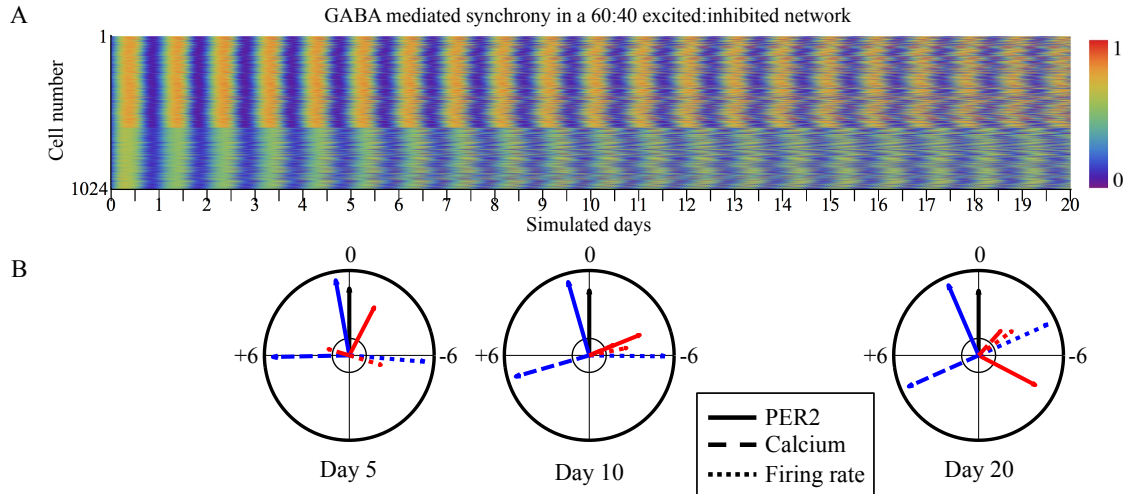 A
GABA mediated synchrony in a 60:40 excited:inhibited network
Cell number
1
1024
0 1 2 3 4 5 6 7 8 9 10 11 12 13 14 15 16 17 18 19 20
Simulated days
1
0
B
0
+6
-6
Day 5
0
+6
-6
Day 10
0
+6
-6
Day 20
PER2
Calcium
Firing rate